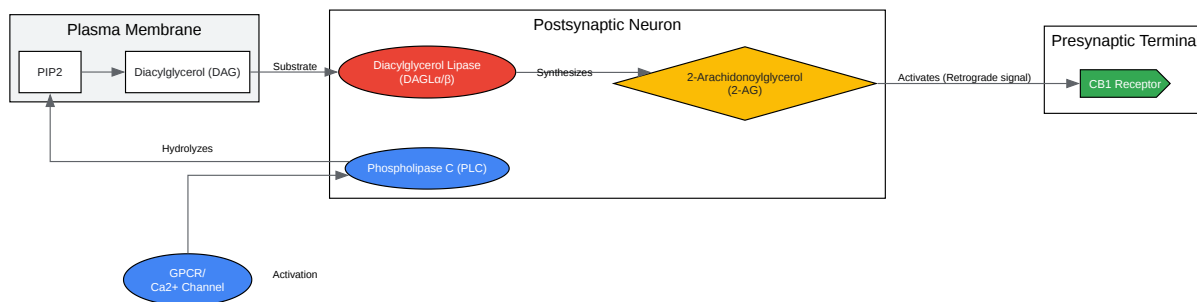 Plasma Membrane
PIP2
Diacylglycerol (DAG)
Substrate
Postsynaptic Neuron
Diacylglycerol Lipase
(DAGLα/β)
Synthesizes
2-Arachidonoylglycerol
(2-AG)
Activates (Retrograde signal)
Presynaptic Terminal
CB1 Receptor
Hydrolyzes
Phospholipase C (PLC)
GPCR/
Ca2+ Channel
Activation